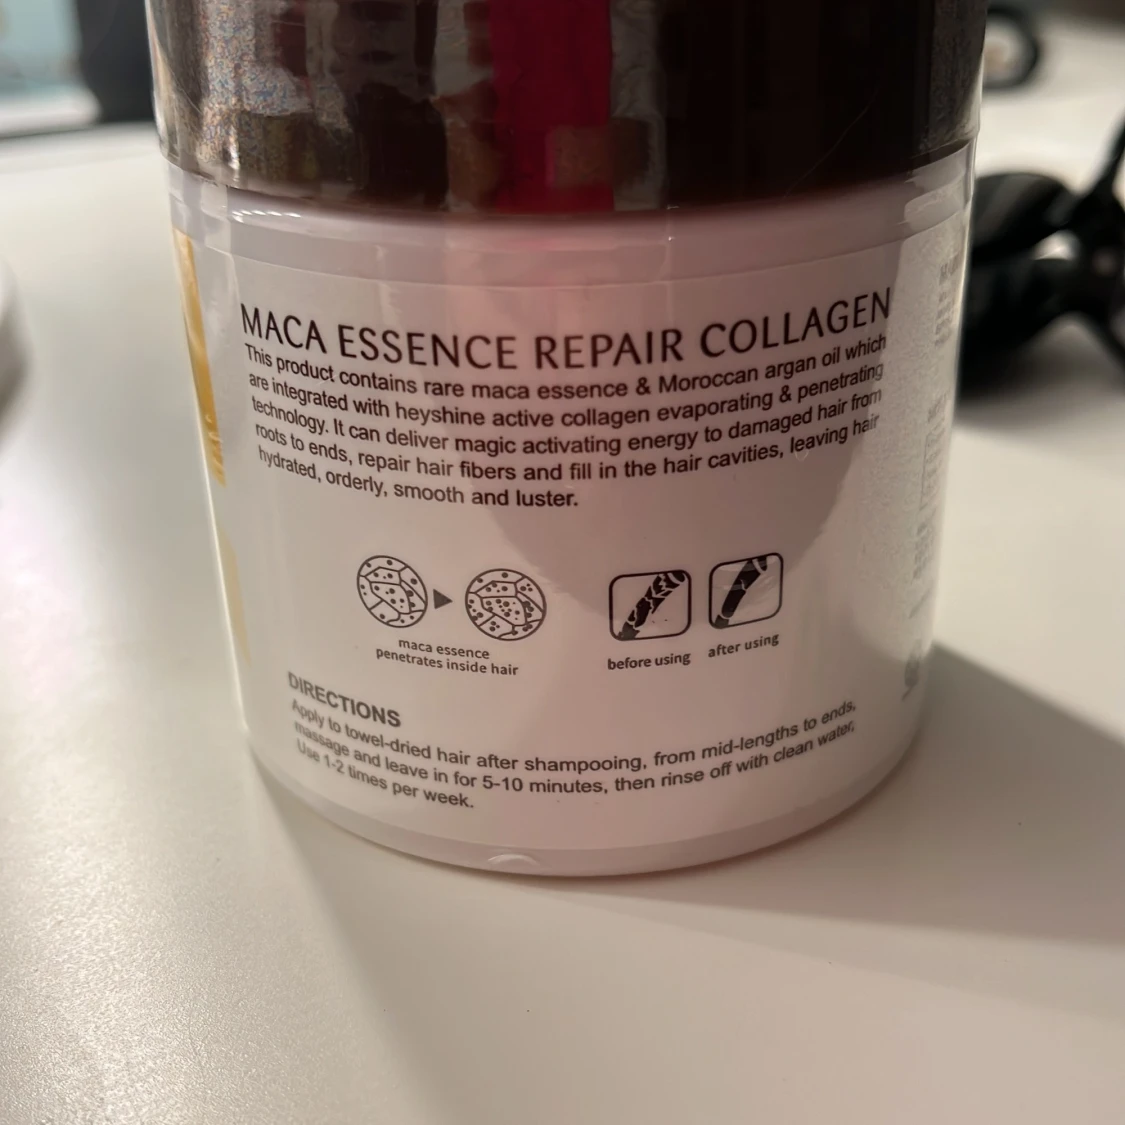 MACA ESSENCE REPAIR COLLAGEN
This product contains rare maca essence & Moroccan argan oil which
are integrated with heyshine active collagen evaporating & penetrating
technology. It can deliver magic activating energy to damaged hair from
roots to ends, repair hair fibers and fill in the hair cavities, leaving hair
hydrated, orderly, smooth and luster.
maca essence
penetrates inside hair
before using
after using
DIRECTIONS
Apply to towel-dried hair after shampooing, from mid-lengths to ends,
massage and leave in for 5-10 minutes, then rinse off with clean water.
Use 1-2 times per week.